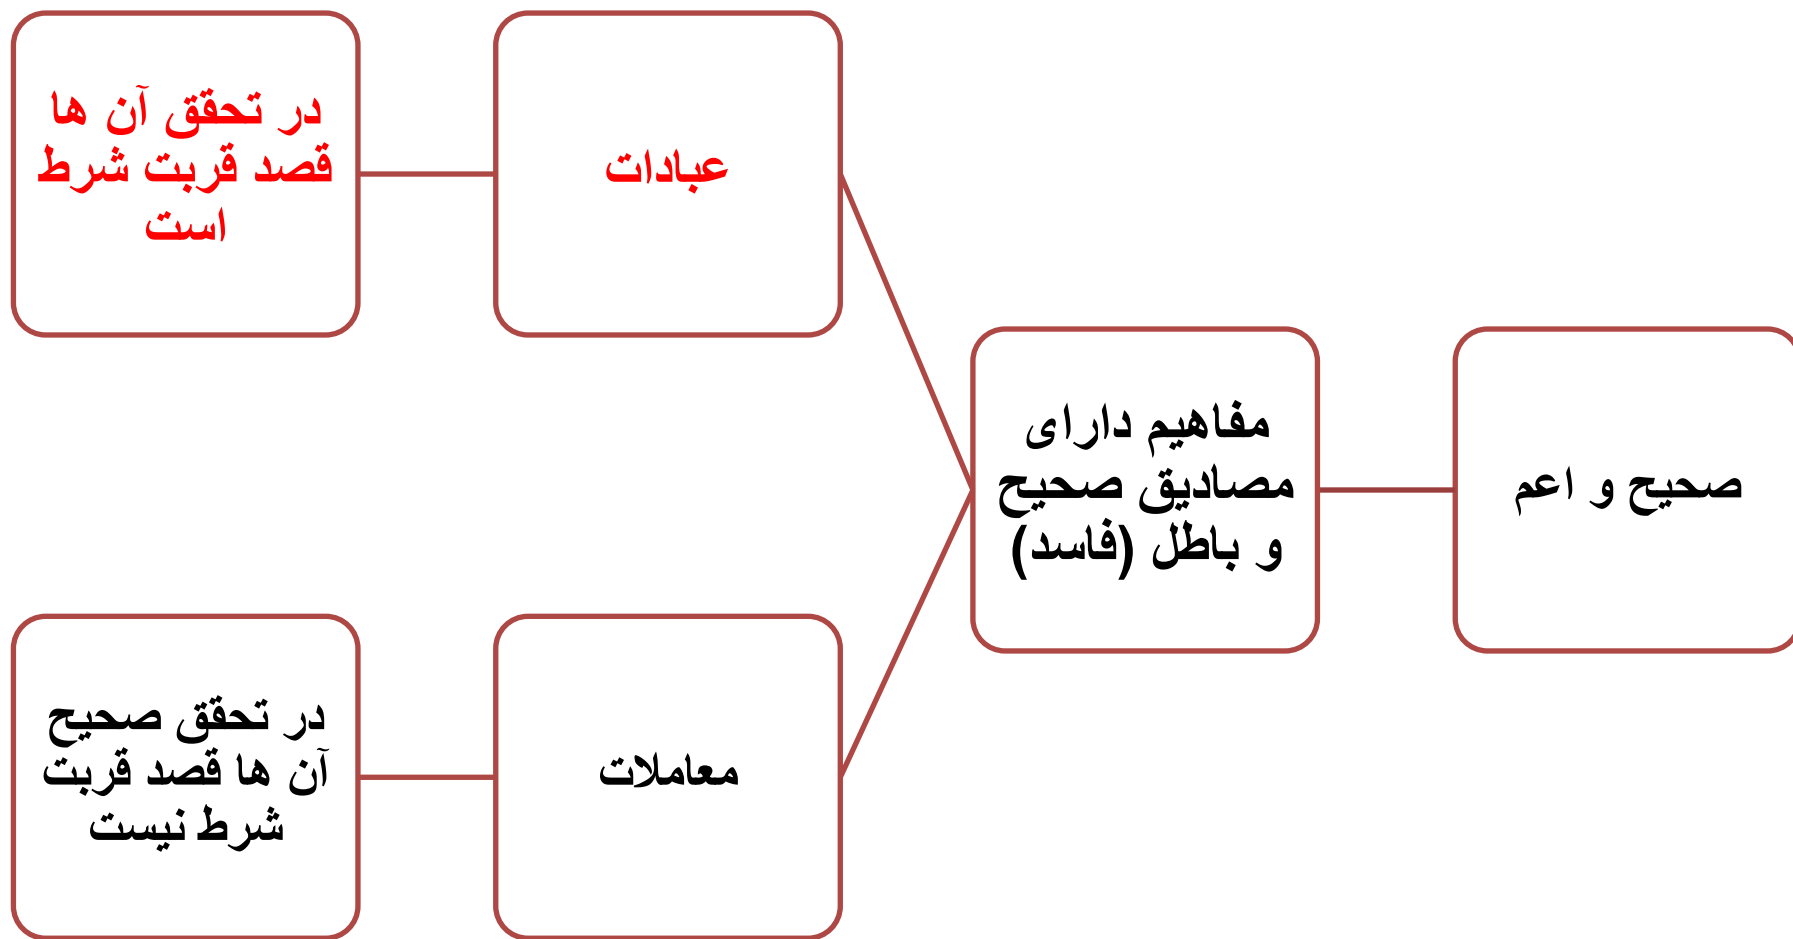 صحیح و اعم
مفاهیم دارای
مصادیق صحیح
و باطل (فاسد)
عبادات
در تحقق آن ها
قصد قربت شرط
است
معاملات
در تحقق صحیح
آن ها قصد قربت
شرط نیست